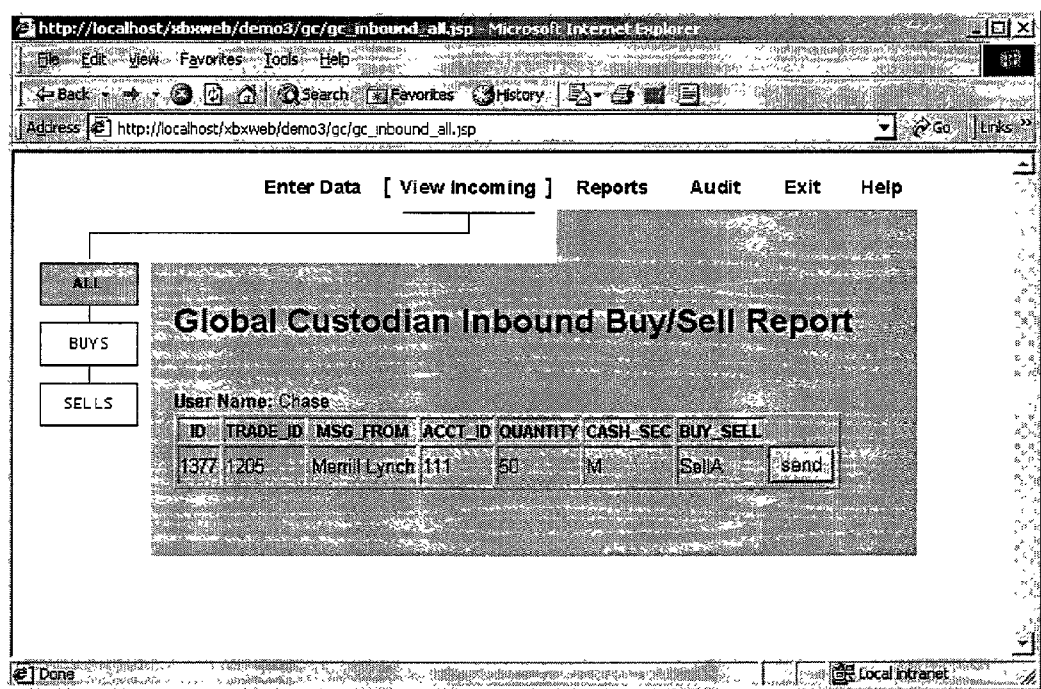 http://localhost/xbxweb/demo3/gc/gc_inbound_all.jsp - Microsoft Internet Explorer
File Edit View Favorites Tools Help
Back Search Favorites History
Address http://localhost/xbxweb/demo3/gc/gc_inbound_all.jsp Go Links »
Enter Data [ View Incoming ] Reports Audit Exit Help
ALL
BUYS
SELLS
Global Custodian Inbound Buy/Sell Report
User Name: Chase
ID TRADE_ID MSG_FROM ACCT_ID QUANTITY CASH_SEC BUY_SELL
1377 1205 Merrill Lynch 111 50 M SellA send
Done Local intranet